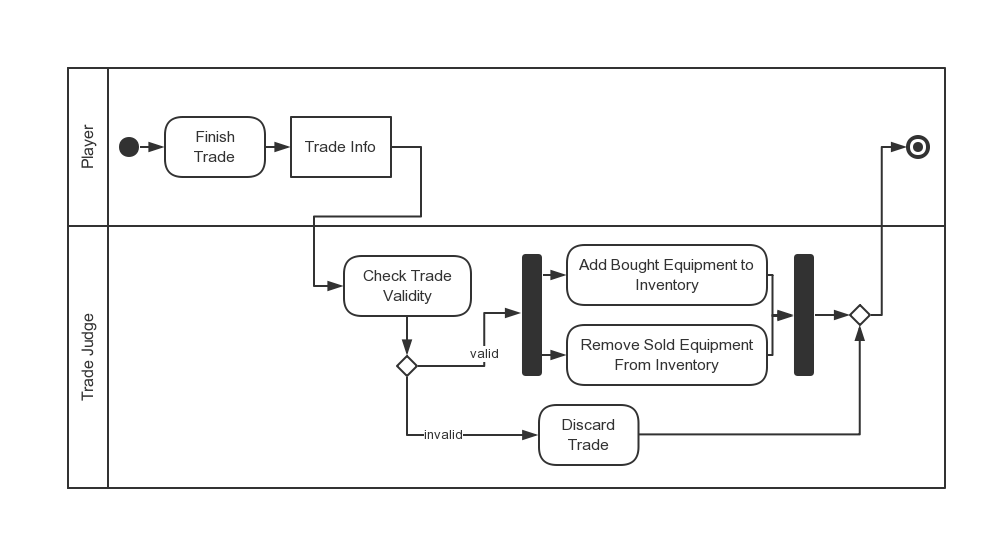 Player
Finish
Trade
Trade Info
Trade Judge
Check Trade
Validity
valid
invalid
Add Bought Equipment to
Inventory
Remove Sold Equipment
From Inventory
Discard
Trade